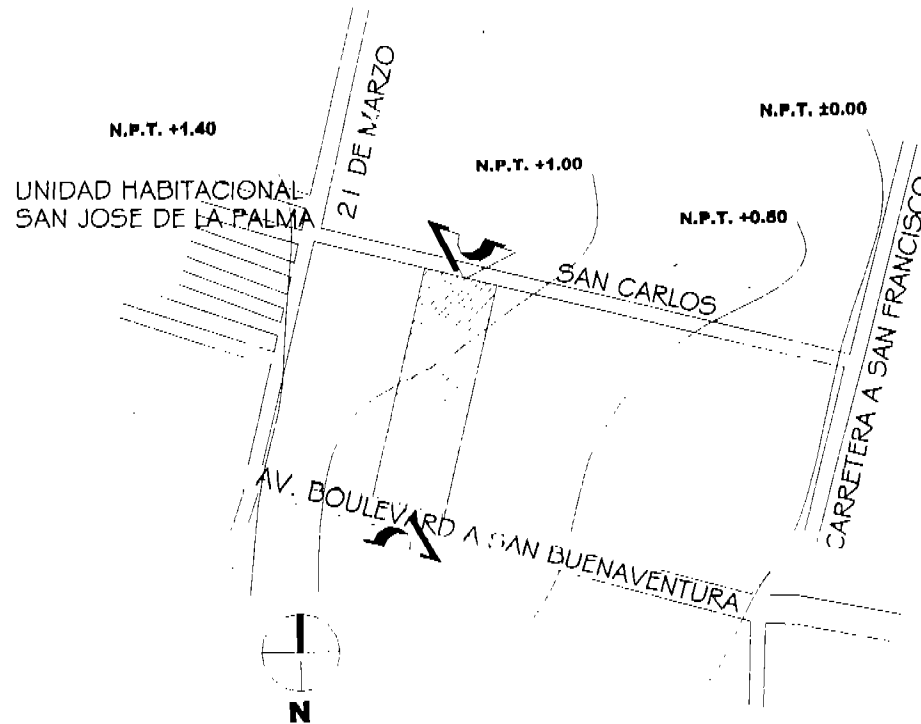 N.P.T. +1.40
21 DE MARZO
N.P.T. ±0.00
N.P.T. +1.00
UNIDAD HABITACIONAL
SAN JOSE DE LA PALMA
N.P.T. +0.50
SAN CARLOS
CARRETERA A SAN FRANCISCO
AV. BOULEVARD A SAN BUENAVENTURA
N